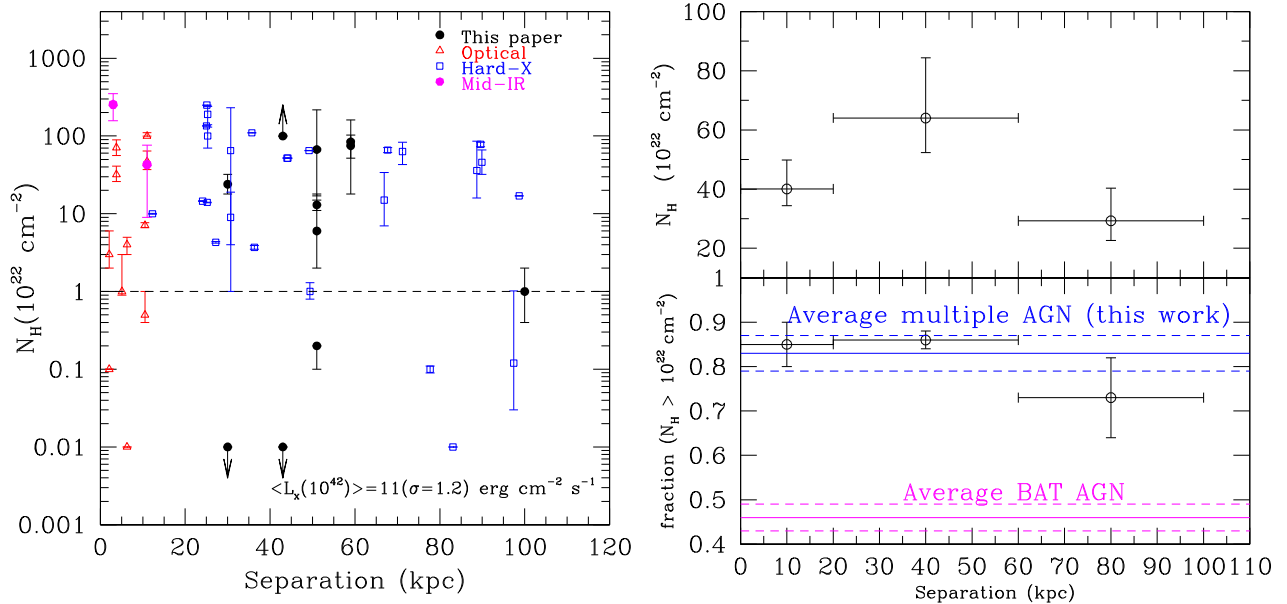 1000
100
10
1
0.1
0.01
0.001
N_H(10^22 cm^-2)
This paper
Optical
Hard-X
Mid-IR
<L_x(10^42)>=11(σ=1.2) erg cm^-2 s^-1
0 20 40 60 80 100 120
Separation (kpc)
100
80
60
40
20
N_H (10^22 cm^-2)
1
0.9
0.8
0.7
0.6
0.5
0.4
fraction (N_H > 10^22 cm^-2)
Average multiple AGN (this work)
Average BAT AGN
0 10 20 30 40 50 60 70 80 90 100 110
Separation (kpc)